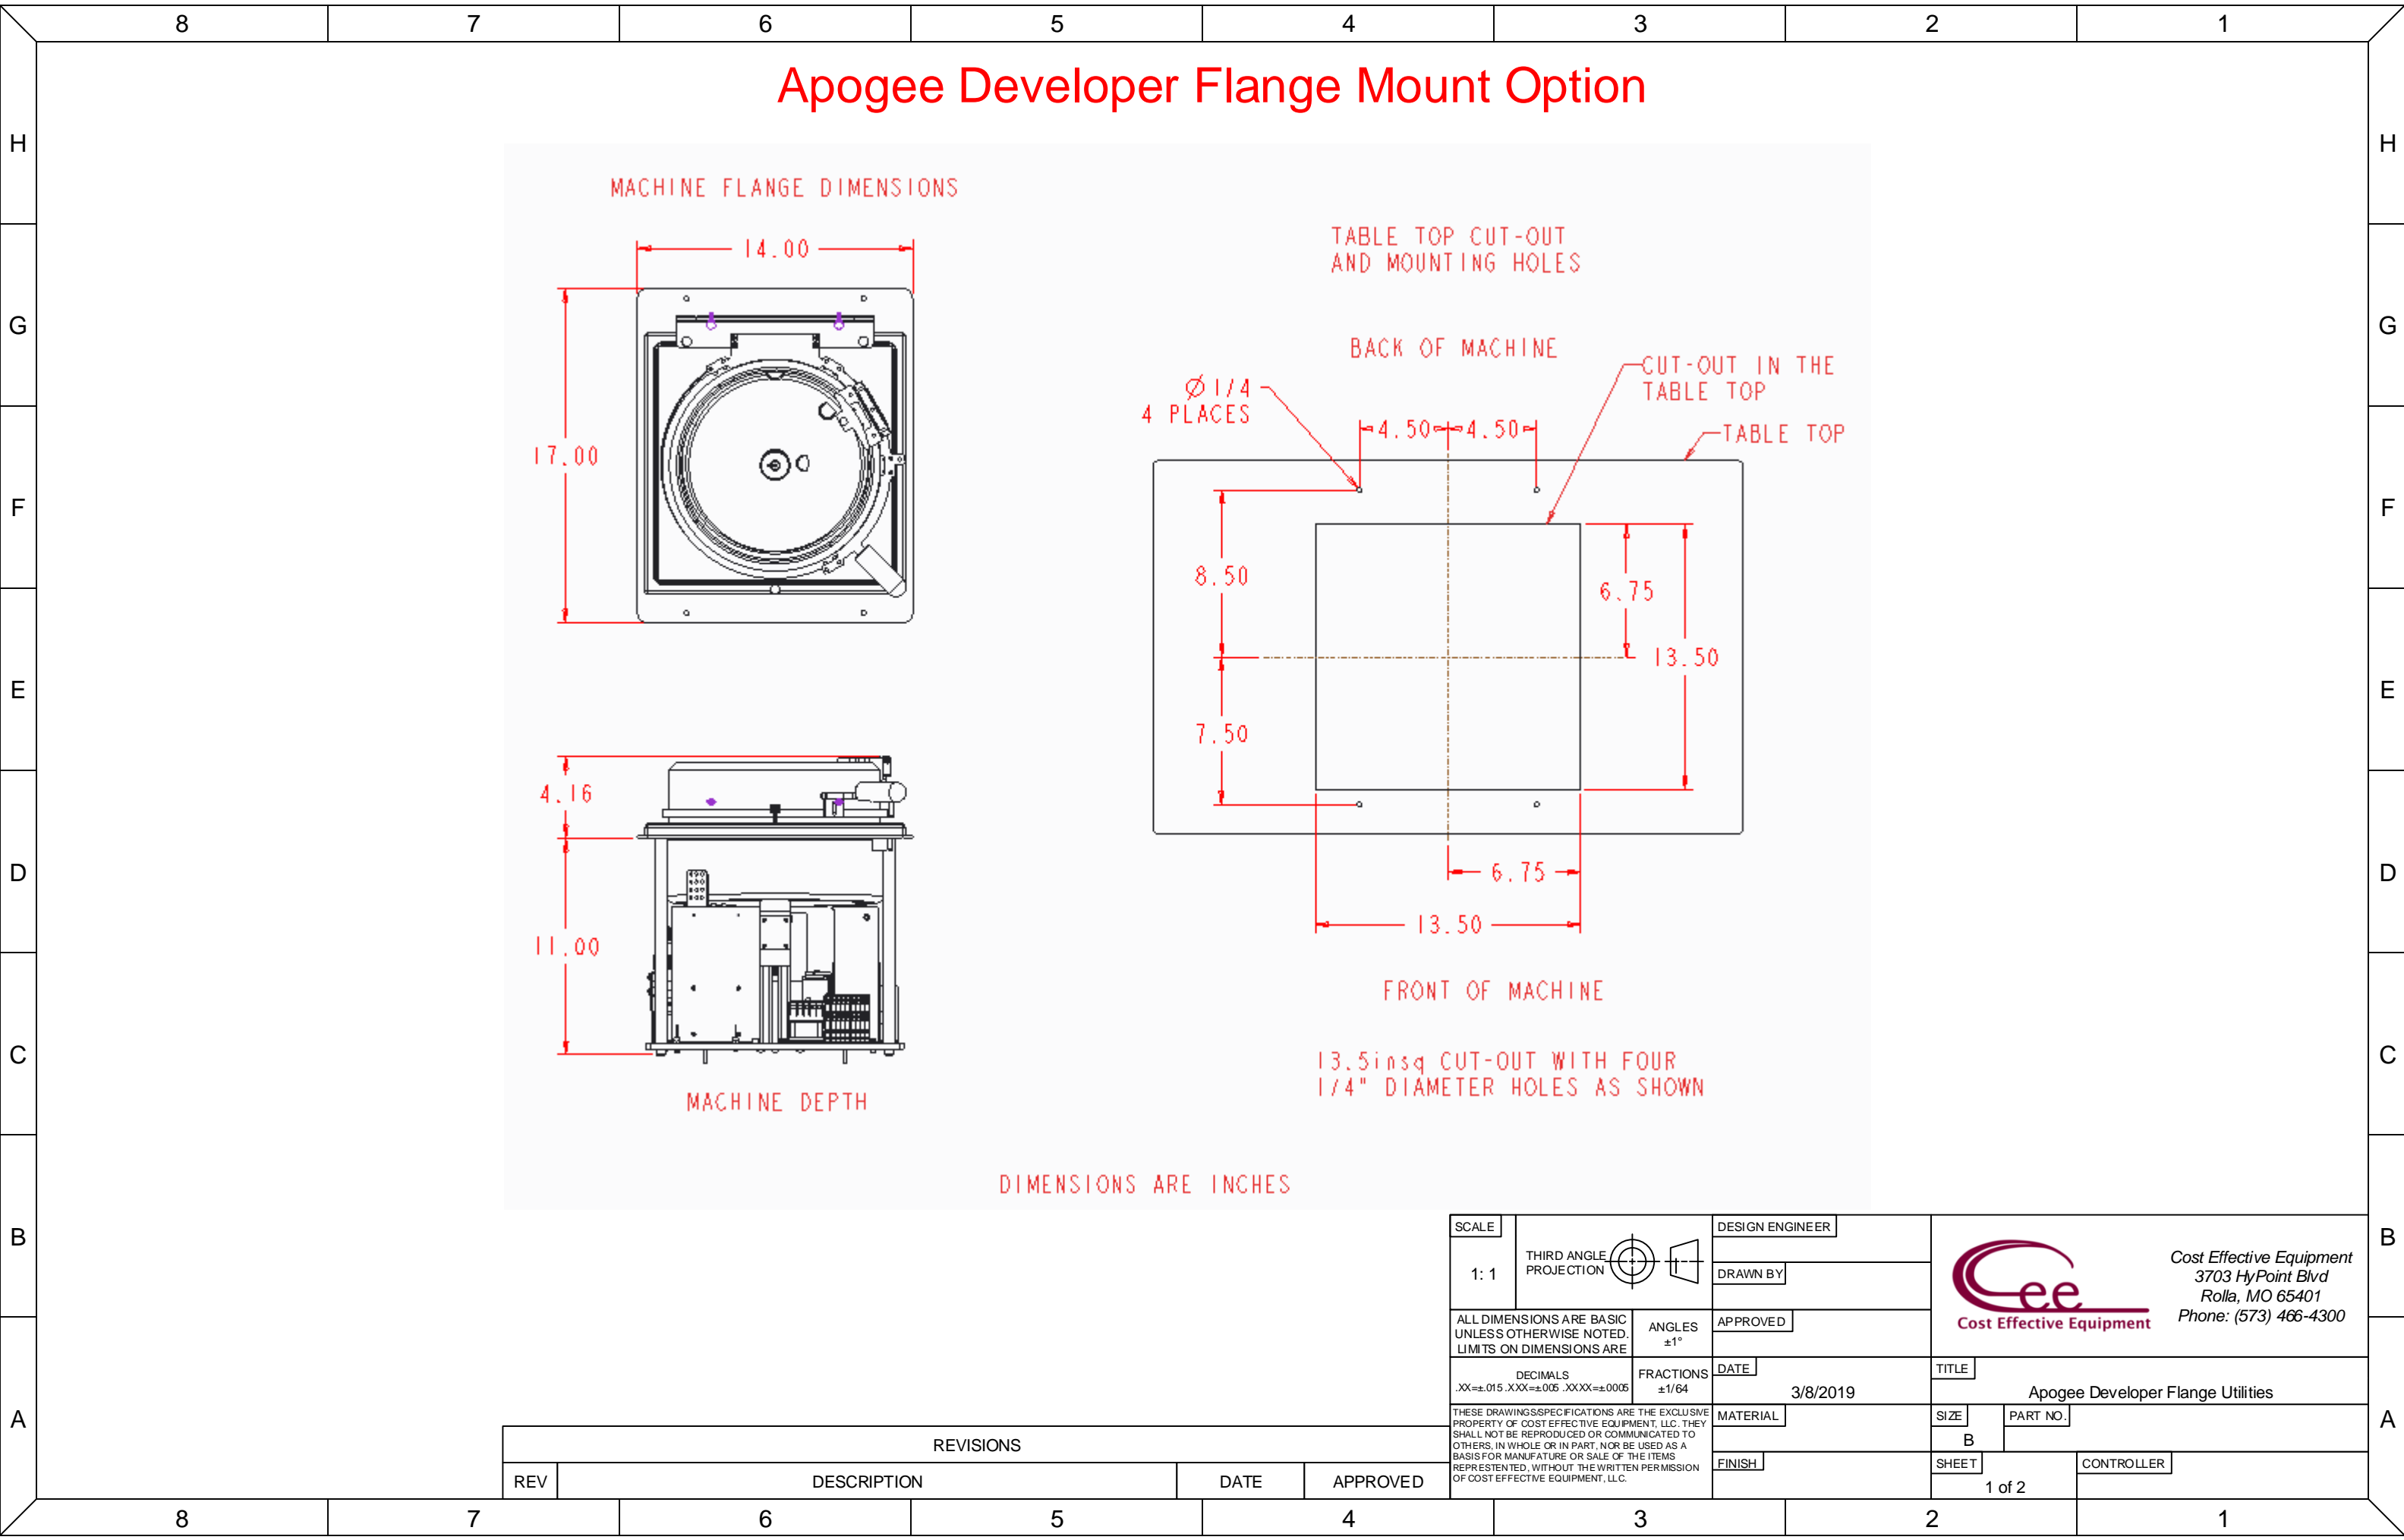 8 7 6 5 4 3 2 1
Apogee Developer Flange Mount Option
H H
MACHINE FLANGE DIMENSIONS
14.00
17.00
TABLE TOP CUT-OUT
AND MOUNTING HOLES
G G
BACK OF MACHINE
CUT-OUT IN THE
TABLE TOP
Ø1/4
4 PLACES
4.50 4.50
TABLE TOP
F F
8.50
6.75
13.50
E E
7.50
4.16
11.00
D D
6.75
13.50
FRONT OF MACHINE
C C
13.5insq CUT-OUT WITH FOUR
1/4" DIAMETER HOLES AS SHOWN
MACHINE DEPTH
DIMENSIONS ARE INCHES
B B
SCALE
1:1
THIRD ANGLE
PROJECTION
DESIGN ENGINEER
DRAWN BY
Cee
Cost Effective Equipment
Cost Effective Equipment
3703 HyPoint Blvd
Rolla, MO 65401
Phone: (573) 466-4300
ALL DIMENSIONS ARE BASIC
UNLESS OTHERWISE NOTED.
LIMITS ON DIMENSIONS ARE
ANGLES
±1°
APPROVED
DECIMALS
.XX=±.015 .XXX=±.005 .XXXX=±.0005
FRACTIONS
±1/64
DATE
3/8/2019
TITLE
Apogee Developer Flange Utilities
A A
THESE DRAWINGS/SPECIFICATIONS ARE THE EXCLUSIVE
PROPERTY OF COST EFFECTIVE EQUIPMENT, LLC. THEY
SHALL NOT BE REPRODUCED OR COMMUNICATED TO
OTHERS, IN WHOLE OR IN PART, NOR BE USED AS A
BASIS FOR MANUFATURE OR SALE OF THE ITEMS
REPRESTENTED, WITHOUT THE WRITTEN PERMISSION
OF COST EFFECTIVE EQUIPMENT, LLC.
MATERIAL
FINISH
SIZE
B
PART NO.
SHEET
1 of 2
CONTROLLER
REVISIONS
REV DESCRIPTION DATE APPROVED
8 7 6 5 4 3 2 1